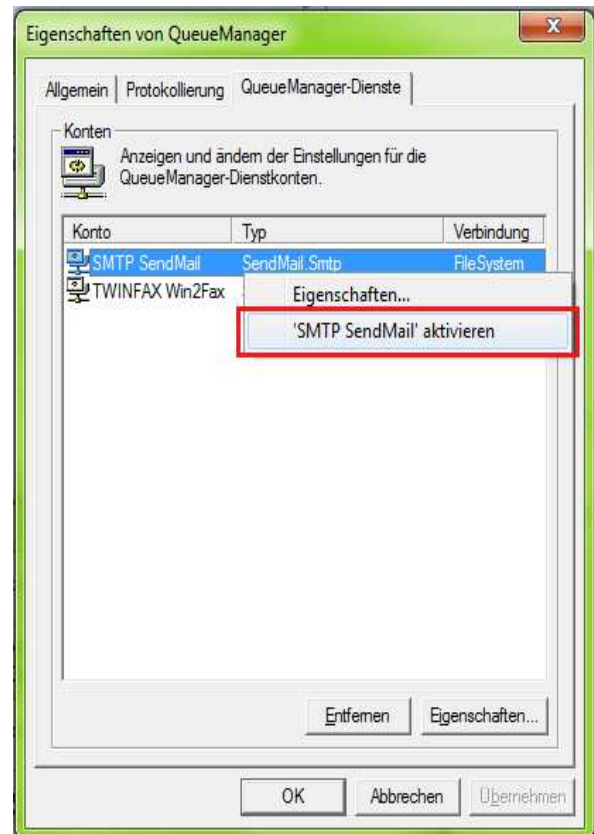 Eigenschaften von QueueManager
Allgemein Protokollierung QueueManager-Dienste
Konten
Anzeigen und ändern der Einstellungen für die
QueueManager-Dienstkonten.
Konto Typ Verbindung
SMTP SendMail SendMail.Smtp FileSystem
TWINFAX Win2Fax
Eigenschaften...
'SMTP SendMail' aktivieren
Entfernen Eigenschaften...
OK Abbrechen Übernehmen